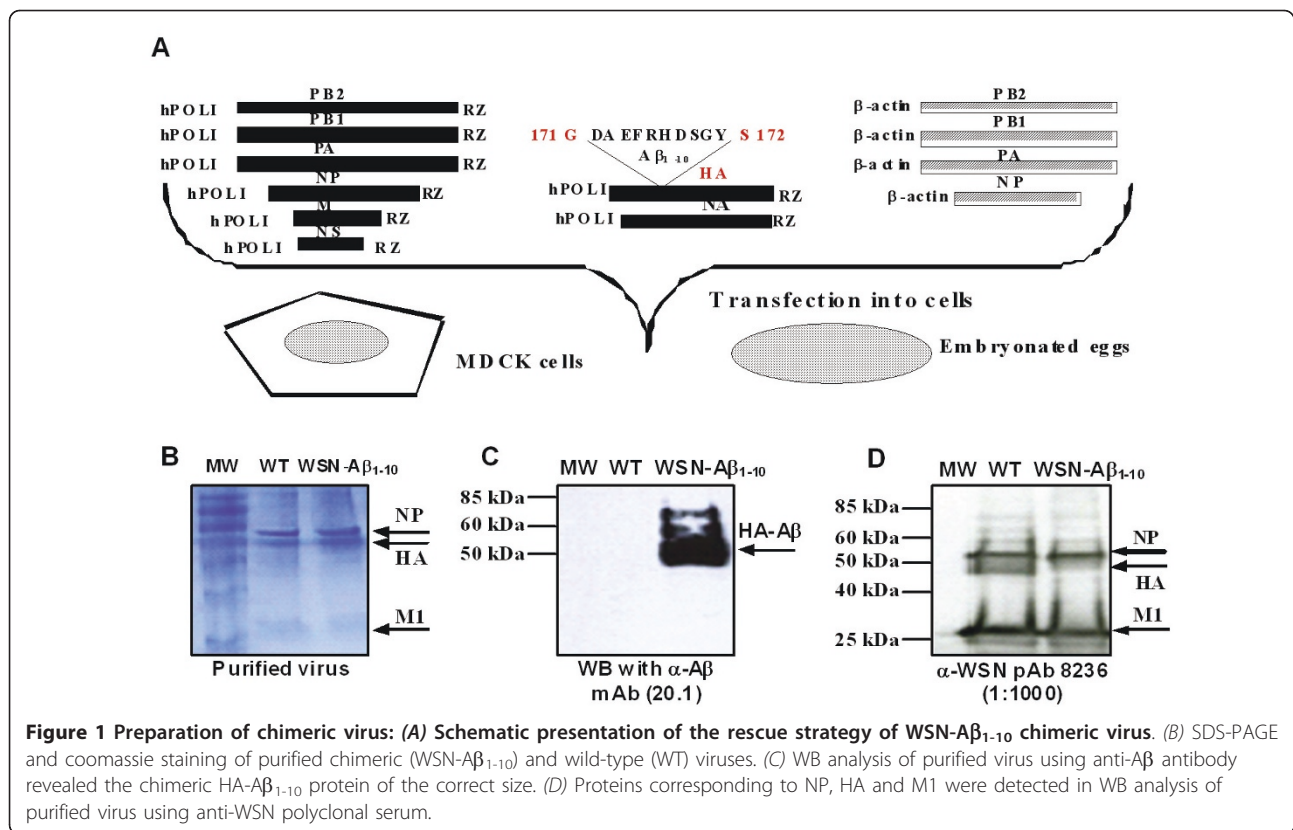 A
PB2
hPOLI RZ
PB1
hPOLI RZ
PA
hPOLI RZ
NP
hPOLI RZ
M
hPOLI RZ
NS
hPOLI RZ
171 G DAEFRHDSGY S 172
Aβ1-10
HA
hPOLI RZ
NA
hPOLI RZ
PB2
β-actin
PB1
β-actin
PA
β-actin
NP
β-actin
Transfection into cells
MDCK cells
Embryonated eggs
B
MW WT WSN-Aβ1-10
NP
HA
M1
Purified virus
C
MW WT WSN-Aβ1-10
85 kDa
60 kDa
50 kDa
HA-Aβ
WB with α-Aβ
mAb (20.1)
D
MW WT WSN-Aβ1-10
85 kDa
60 kDa
50 kDa
40 kDa
25 kDa
NP
HA
M1
α-WSN pAb 8236
(1:1000)
Figure 1 Preparation of chimeric virus: (A) Schematic presentation of the rescue strategy of WSN-Aβ1-10 chimeric virus. (B) SDS-PAGE
and coomassie staining of purified chimeric (WSN-Aβ1-10) and wild-type (WT) viruses. (C) WB analysis of purified virus using anti-Aβ antibody
revealed the chimeric HA-Aβ1-10 protein of the correct size. (D) Proteins corresponding to NP, HA and M1 were detected in WB analysis of
purified virus using anti-WSN polyclonal serum.